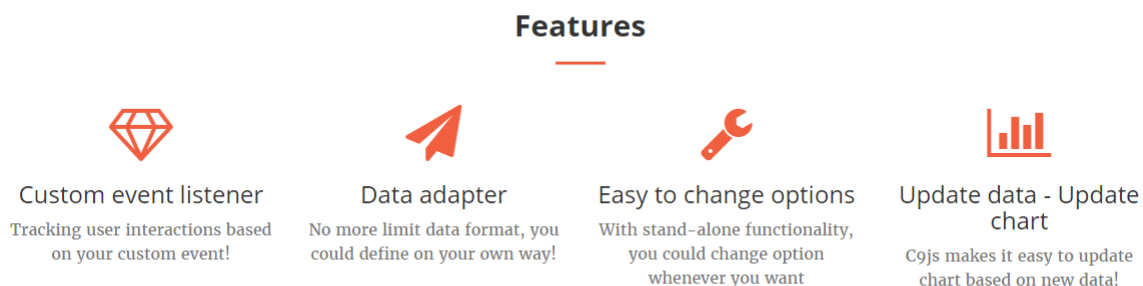 Features
Custom event listener
Tracking user interactions based
on your custom event!
Data adapter
No more limit data format, you
could define on your own way!
Easy to change options
With stand-alone functionality,
you could change option
whenever you want
Update data - Update
chart
C9js makes it easy to update
chart based on new data!